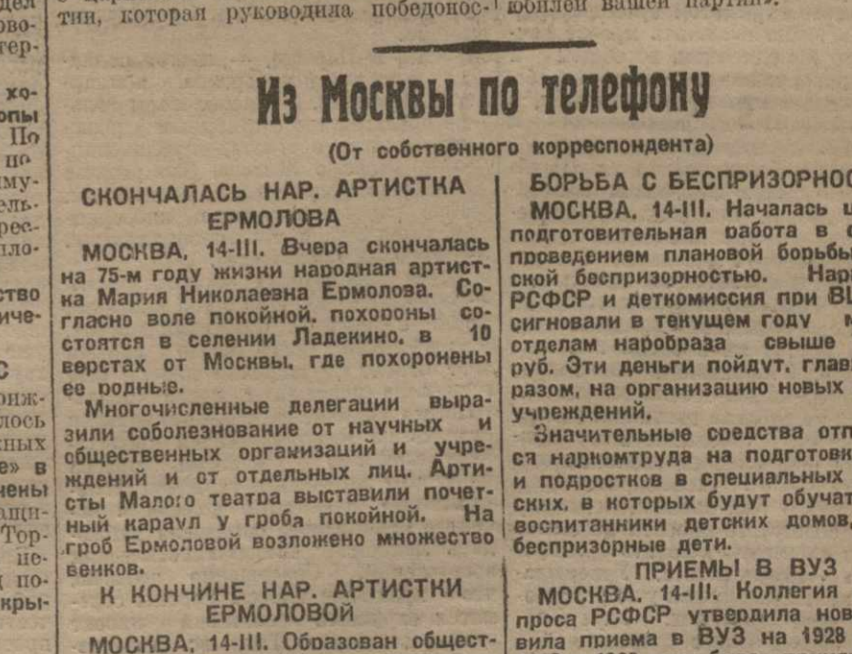 тии, которая руководила победонос-
юбилей вашей партии».
Из Москвы по телефону
(От собственного корреспондента)
СКОНЧАЛАСЬ НАР. АРТИСТКА
ЕРМОЛОВА
МОСКВА, 14-III. Вчера скончалась
на 75-м году жизни народная артист-
ка Мария Николаевна Ермолова. Со-
гласно воле покойной, похороны со-
стоятся в селении Ладекино, в 10
верстах от Москвы, где похоронены
ее родные.
Многочисленные делегации выра-
зили соболезнование от научных и
общественных организаций и учре-
ждений и от отдельных лиц. Арти-
сты Малого театра выставили почет-
ный караул у гроба покойной. На
гроб Ермоловой возложено множество
венков.
К КОНЧИНЕ НАР. АРТИСТКИ
ЕРМОЛОВОЙ
МОСКВА, 14-III. Образован общест-
БОРЬБА С БЕСПРИЗОРНОС
МОСКВА, 14-III. Началась
подготовительная работа в
проведением плановой борьбы
ской беспризорностью. Нар
РСФСР и деткомиссия при ВЦ
сигновали в текущем году
отделам наробраза свыше
руб. Эти деньги пойдут, глав
разом, на организацию новых
учреждений.
Значительные средства отп
ся наркомтруда на подготовк
и подростков в специальных
ских, в которых будут обучат
воспитанники детских домов,
беспризорные дети.
ПРИЕМЫ В ВУЗ
МОСКВА, 14-III. Коллегия
проса РСФСР утвердила нов
вила приема в ВУЗ на 1928